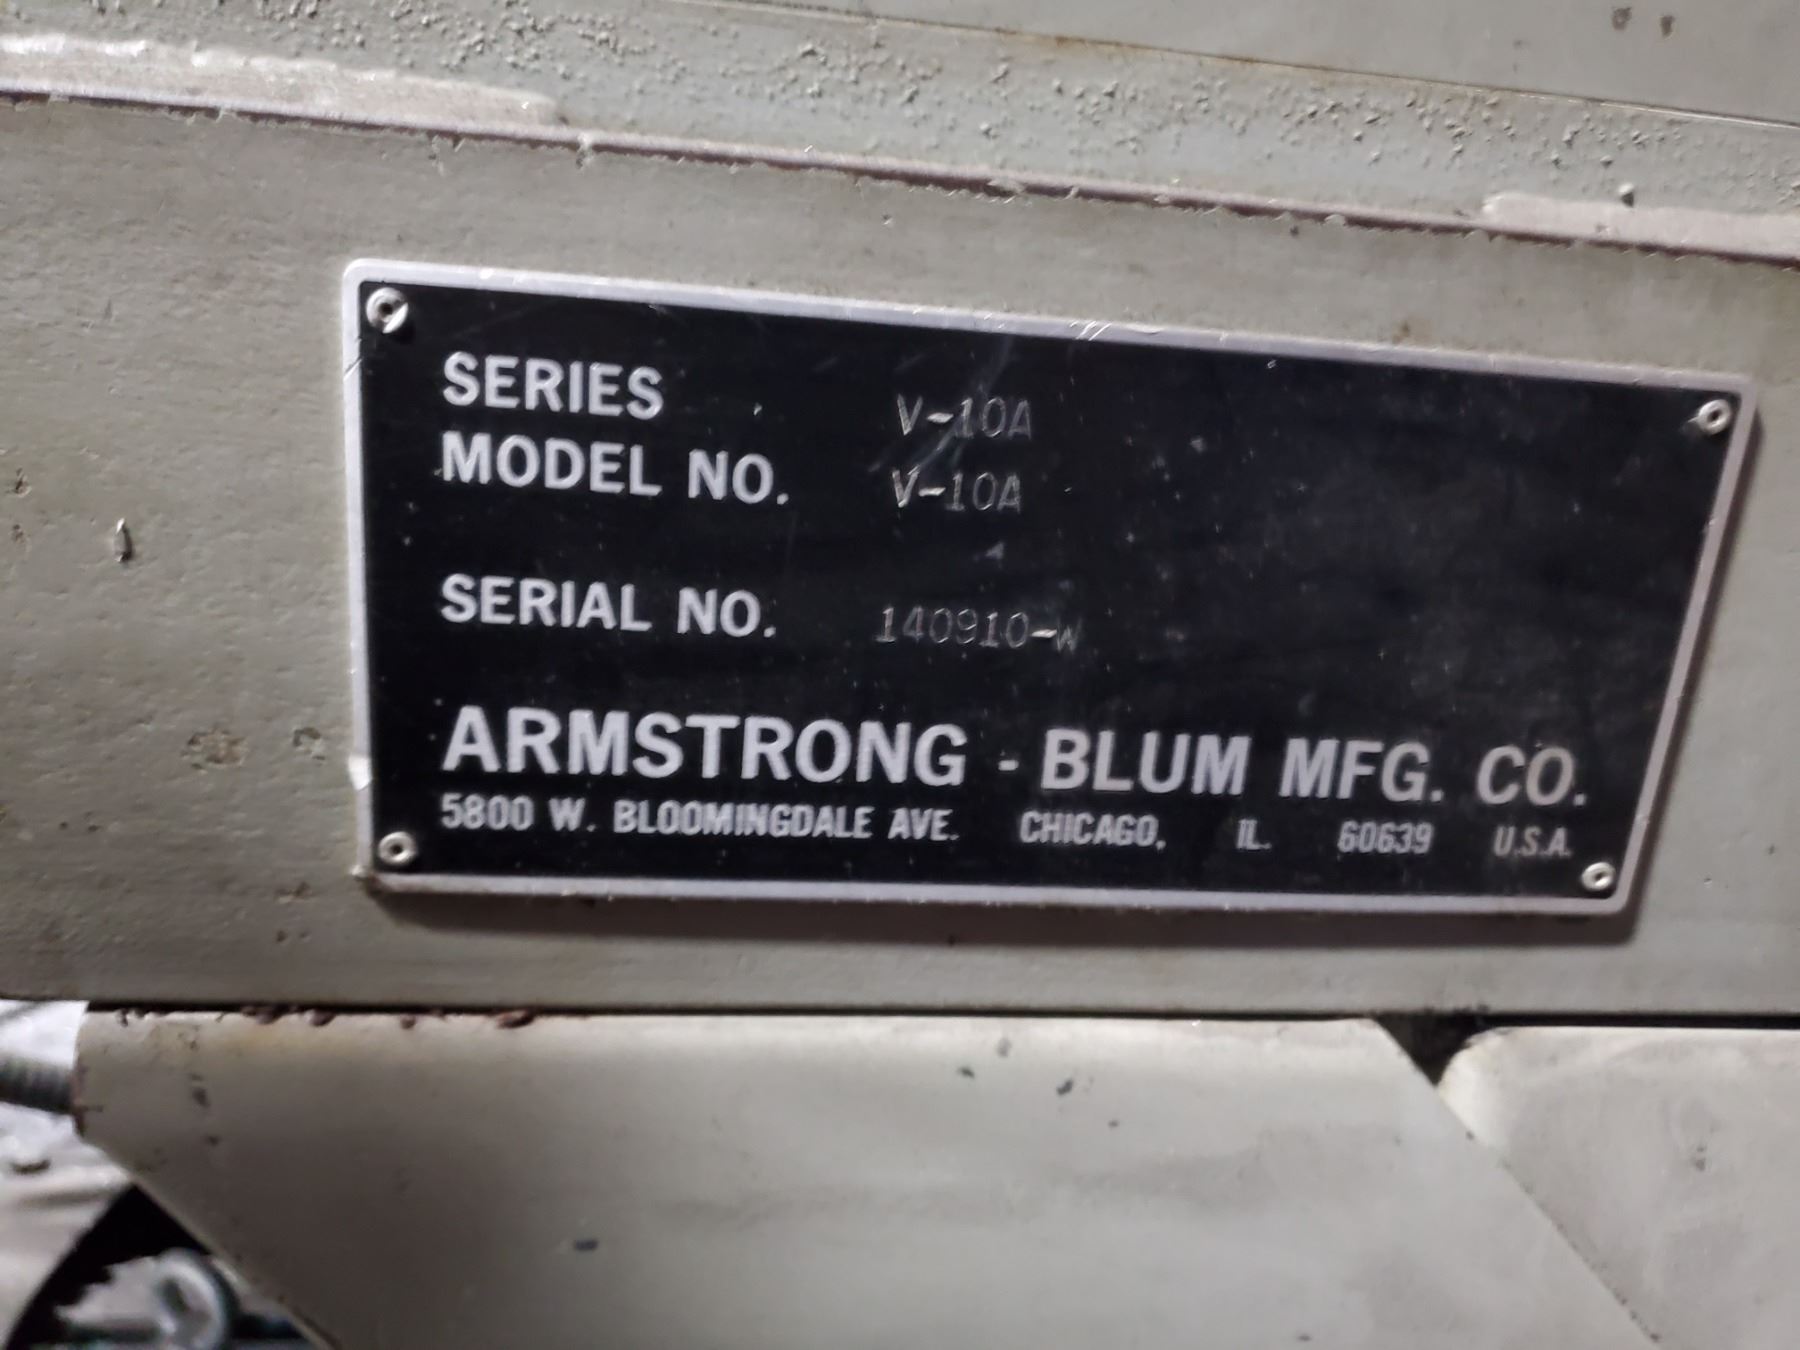 SERIES V-10A
MODEL NO. V-10A
SERIAL NO. 140910-W
ARMSTRONG - BLUM MFG. CO.
5800 W. BLOOMINGDALE AVE. CHICAGO, IL. 60639 U.S.A.